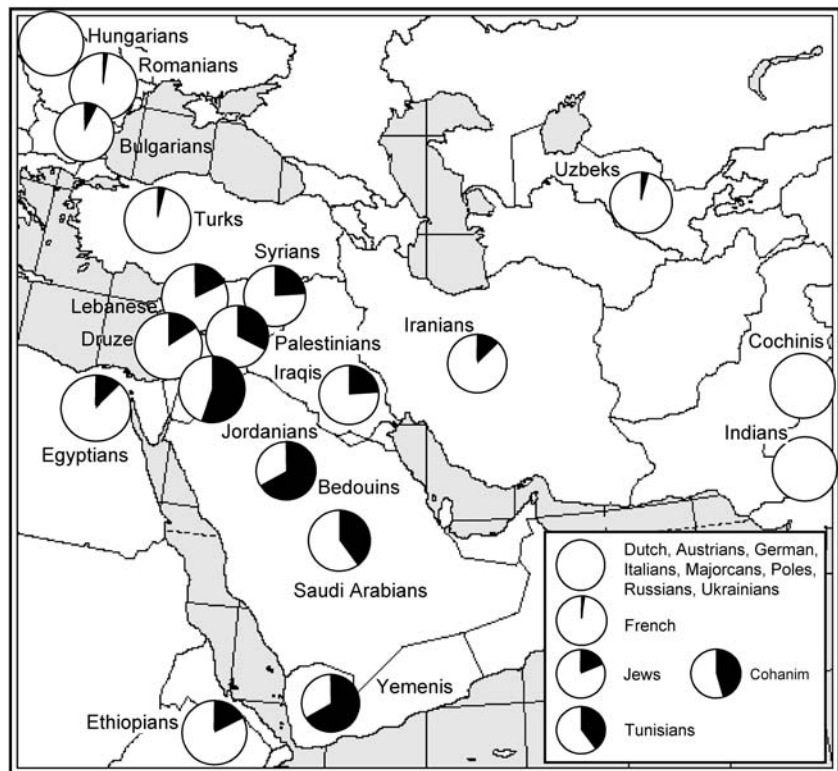 Hungarians
Romanians
Bulgarians
Uzbeks
Turks
Syrians
Lebanese
Druze
Palestinians
Iranians
Cochinis
Iraqis
Indians
Egyptians
Jordanians
Bedouins
Saudi Arabians
Yemenis
Ethiopians
Dutch, Austrians, German,
Italians, Majorcans, Poles,
Russians, Ukrainians
French
Jews
Cohanim
Tunisians